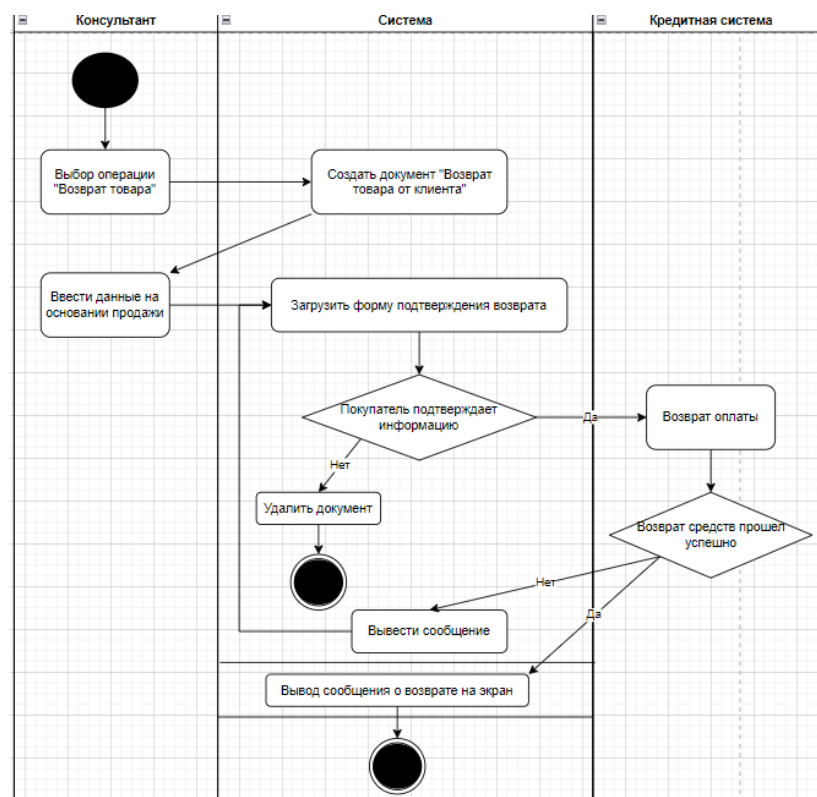 Консультант
Система
Кредитная система
Выбор операции
"Возврат товара"
Создать документ "Возврат
товара от клиента"
Ввести данные на
основании продажи
Загрузить форму подтверждения возврата
Покупатель подтверждает
информацию
Да
Возврат оплаты
Нет
Удалить документ
Возврат средств прошел
успешно
Нет
Да
Вывести сообщение
Вывод сообщения о возврате на экран